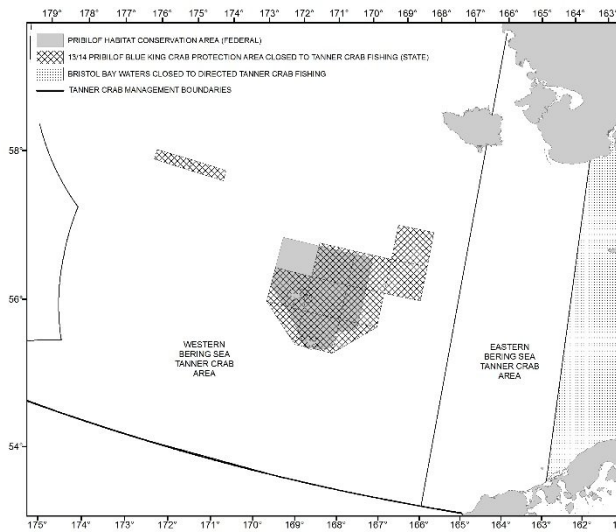 179° 178° 177° 176° 175° 174° 173° 172° 171° 170° 169° 168° 167° 166° 165° 164° 163°
PRIBILOF HABITAT CONSERVATION AREA (FEDERAL)
13/14 PRIBILOF BLUE KING CRAB PROTECTION AREA CLOSED TO TANNER CRAB FISHING (STATE)
BRISTOL BAY WATERS CLOSED TO DIRECTED TANNER CRAB FISHING
TANNER CRAB MANAGEMENT BOUNDARIES
58°
56°
WESTERN
BERING SEA
TANNER CRAB
AREA
EASTERN
BERING SEA
TANNER CRAB
AREA
54°
175° 174° 173° 172° 171° 170° 169° 168° 167° 166° 165° 164° 163° 162° 161°